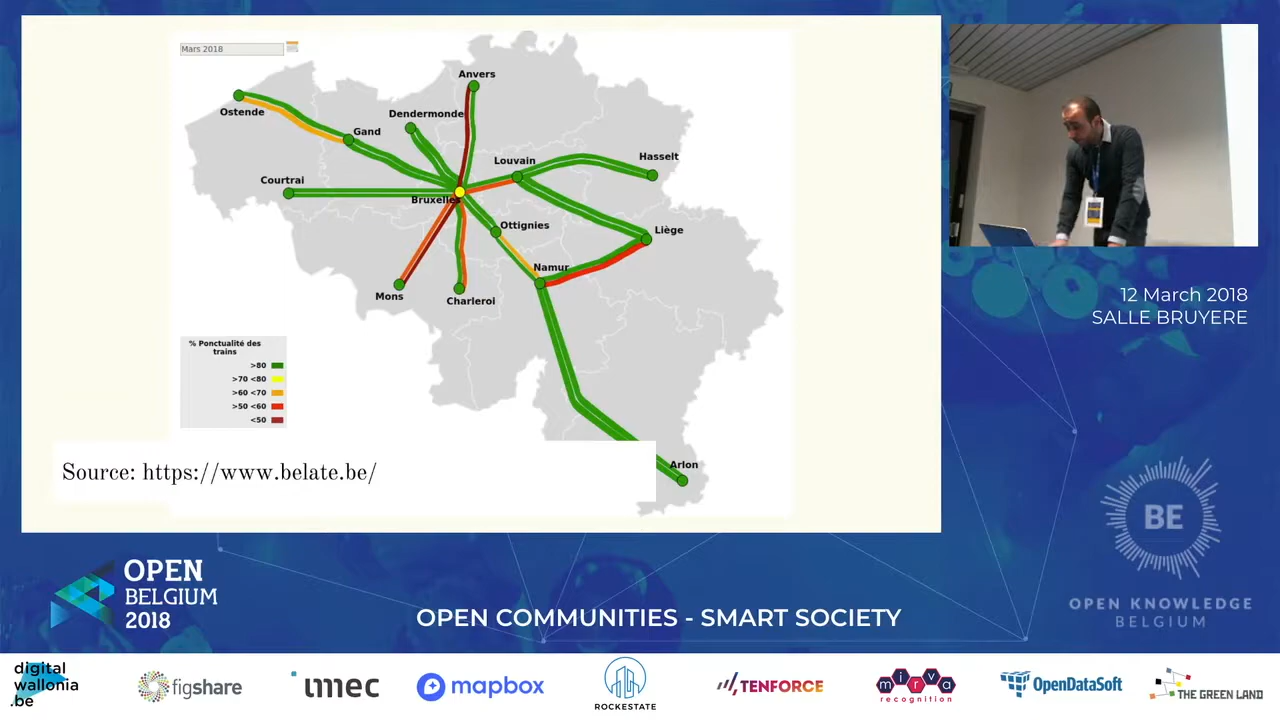 Mars 2018
Anvers
Ostende
Dendermonde
Gand
Louvain
Hasselt
Courtrai
Bruxelles
Ottignies
Liège
Namur
Mons
Charleroi
% Ponctualité des
trains
>80
>70 <80
>60 <70
>50 <60
<50
Arlon
Source: https://www.belate.be/
12 March 2018
SALLE BRUYERE
BE
OPEN KNOWLEDGE
BELGIUM
OPEN
BELGIUM
2018
OPEN COMMUNITIES - SMART SOCIETY
digital
wallonia
.be
figshare
imec
mapbox
ROCKESTATE
TENFORCE
mirva
recognition
OpenDataSoft
THE GREEN LAND